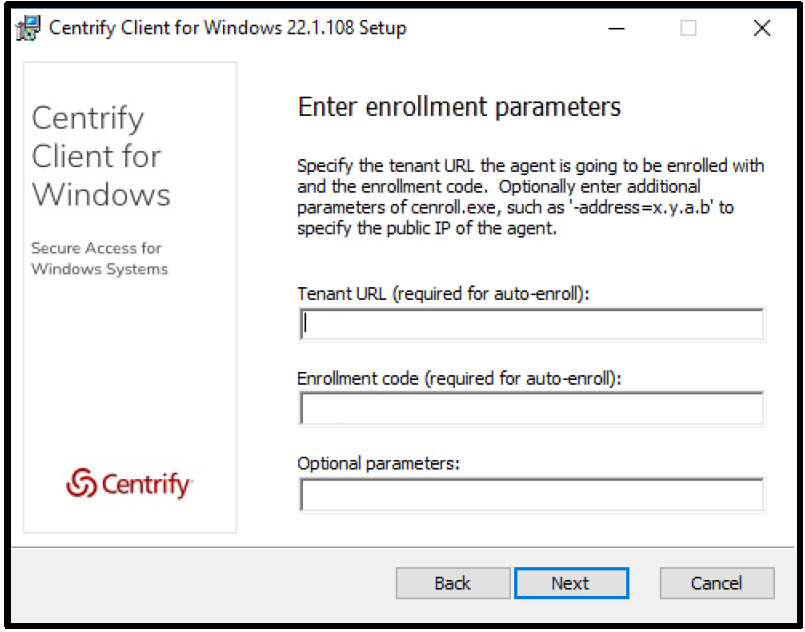 Centrify Client for Windows 22.1.108 Setup
Centrify
Client for
Windows
Secure Access for
Windows Systems
Centrify
Enter enrollment parameters
Specify the tenant URL the agent is going to be enrolled with
and the enrollment code.  Optionally enter additional
parameters of cenroll.exe, such as '-address=x.y.a.b' to
specify the public IP of the agent.
Tenant URL (required for auto-enroll):
Enrollment code (required for auto-enroll):
Optional parameters:
Back
Next
Cancel